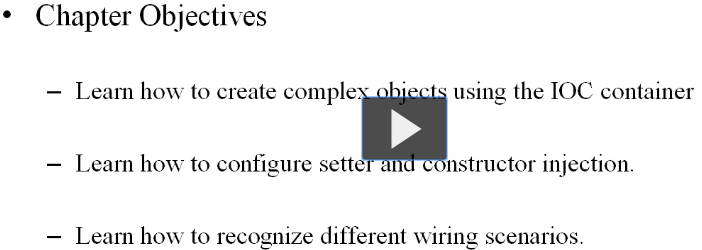 • Chapter Objectives
– Learn how to create complex objects using the IOC container
– Learn how to configure setter and constructor injection.
– Learn how to recognize different wiring scenarios.